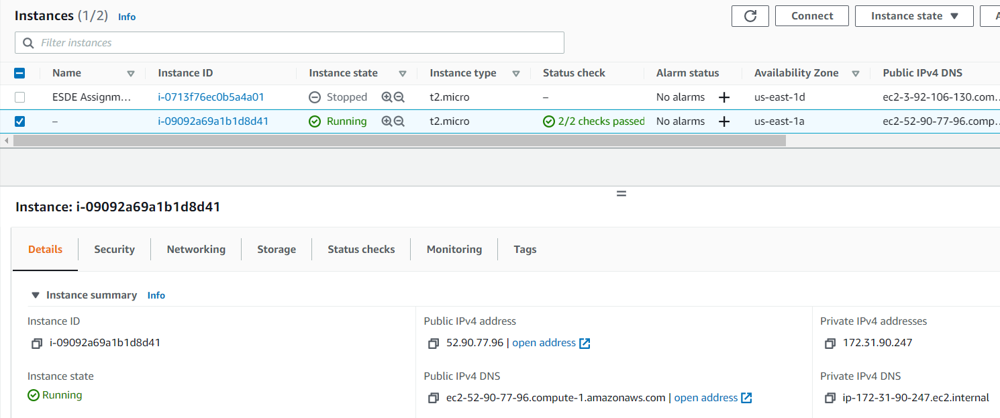 Instances (1/2) Info Connect Instance state
Filter instances
Name Instance ID Instance state Instance type Status check Alarm status Availability Zone Public IPv4 DNS
ESDE Assignm... i-0713f76ec0b5a4a01 Stopped t2.micro – No alarms + us-east-1d ec2-3-92-106-130.com...
– i-09092a69a1b1d8d41 Running t2.micro 2/2 checks passed No alarms + us-east-1a ec2-52-90-77-96.comp...
Instance: i-09092a69a1b1d8d41
Details Security Networking Storage Status checks Monitoring Tags
Instance summary Info
Instance ID Public IPv4 address Private IPv4 addresses
i-09092a69a1b1d8d41 52.90.77.96 | open address 172.31.90.247
Instance state Public IPv4 DNS Private IPv4 DNS
Running ec2-52-90-77-96.compute-1.amazonaws.com | open address ip-172-31-90-247.ec2.internal